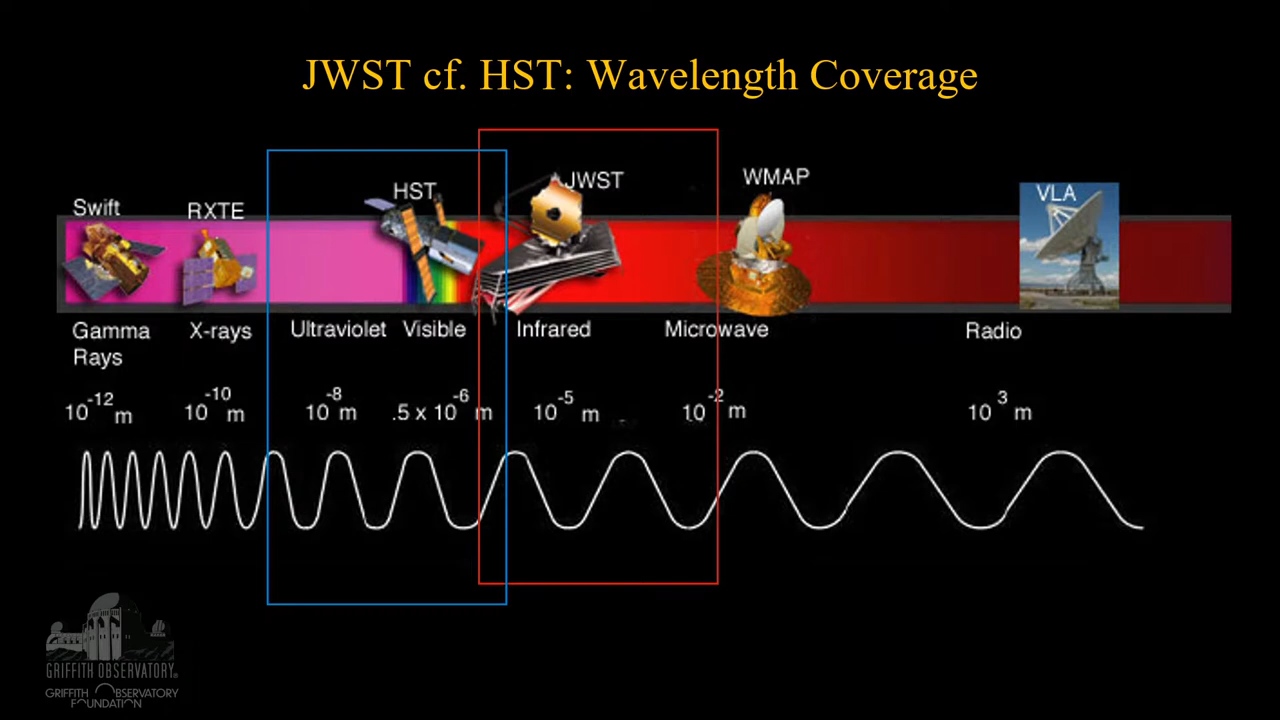 JWST cf. HST: Wavelength Coverage
Swift
RXTE
HST
JWST
WMAP
VLA
Gamma
Rays
X-rays
Ultraviolet
Visible
Infrared
Microwave
Radio
10⁻¹² m
10⁻¹⁰ m
10⁻⁸ m
.5 x 10⁻⁶ m
10⁻⁵ m
10⁻² m
10³ m
GRIFFITH OBSERVATORY
GRIFFITH OBSERVATORY
FOUNDATION